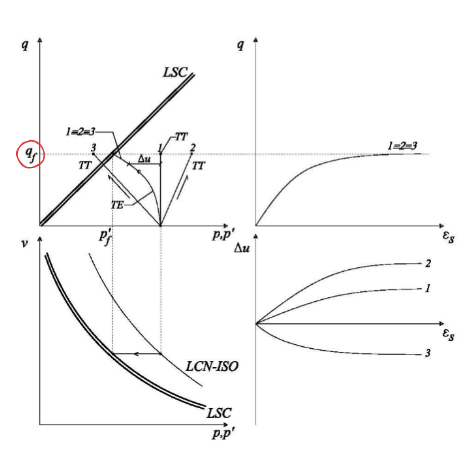 q
q
LSC
1=2=3
3
TT
1
2
1=2=3
q_f
TT
Δu
TT
TE
v
p'_f
p,p'
ε_s
Δu
2
1
LCN-ISO
ε_s
3
LSC
p,p'